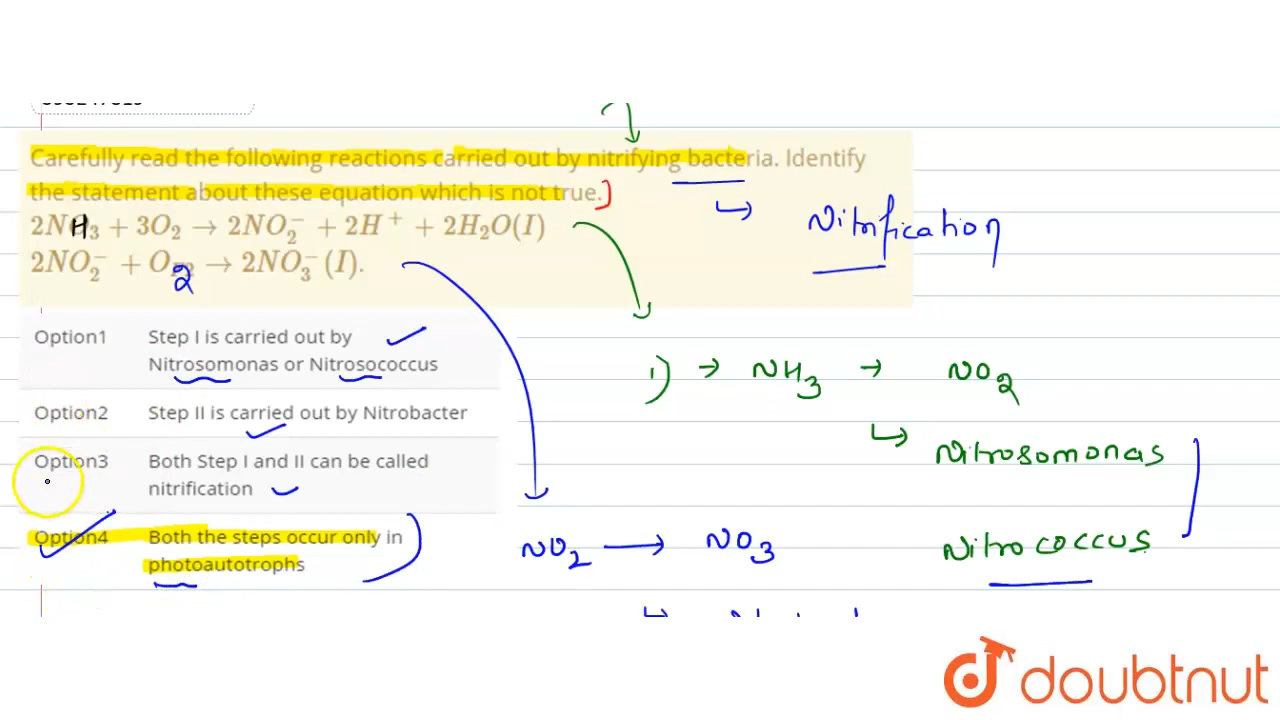 Carefully read the following reactions carried out by nitrifying bacteria. Identify
the statement about these equation which is not true.
2NH3 + 3O₂ → 2NO₂⁻ + 2H⁺ + 2H₂O(I)
2NO₂⁻ + O2 → 2NO₃⁻(I).
Nitrification
Option1 Step I is carried out by
Nitrosomonas or Nitrosococcus
Option2 Step II is carried out by Nitrobacter
Option3 Both Step I and II can be called
nitrification
Option4 Both the steps occur only in
photoautotrophs
1) → NH3 → NO2
↳ Nitrosomonas
Nitrococcus
NO2 → NO3
doubtnut